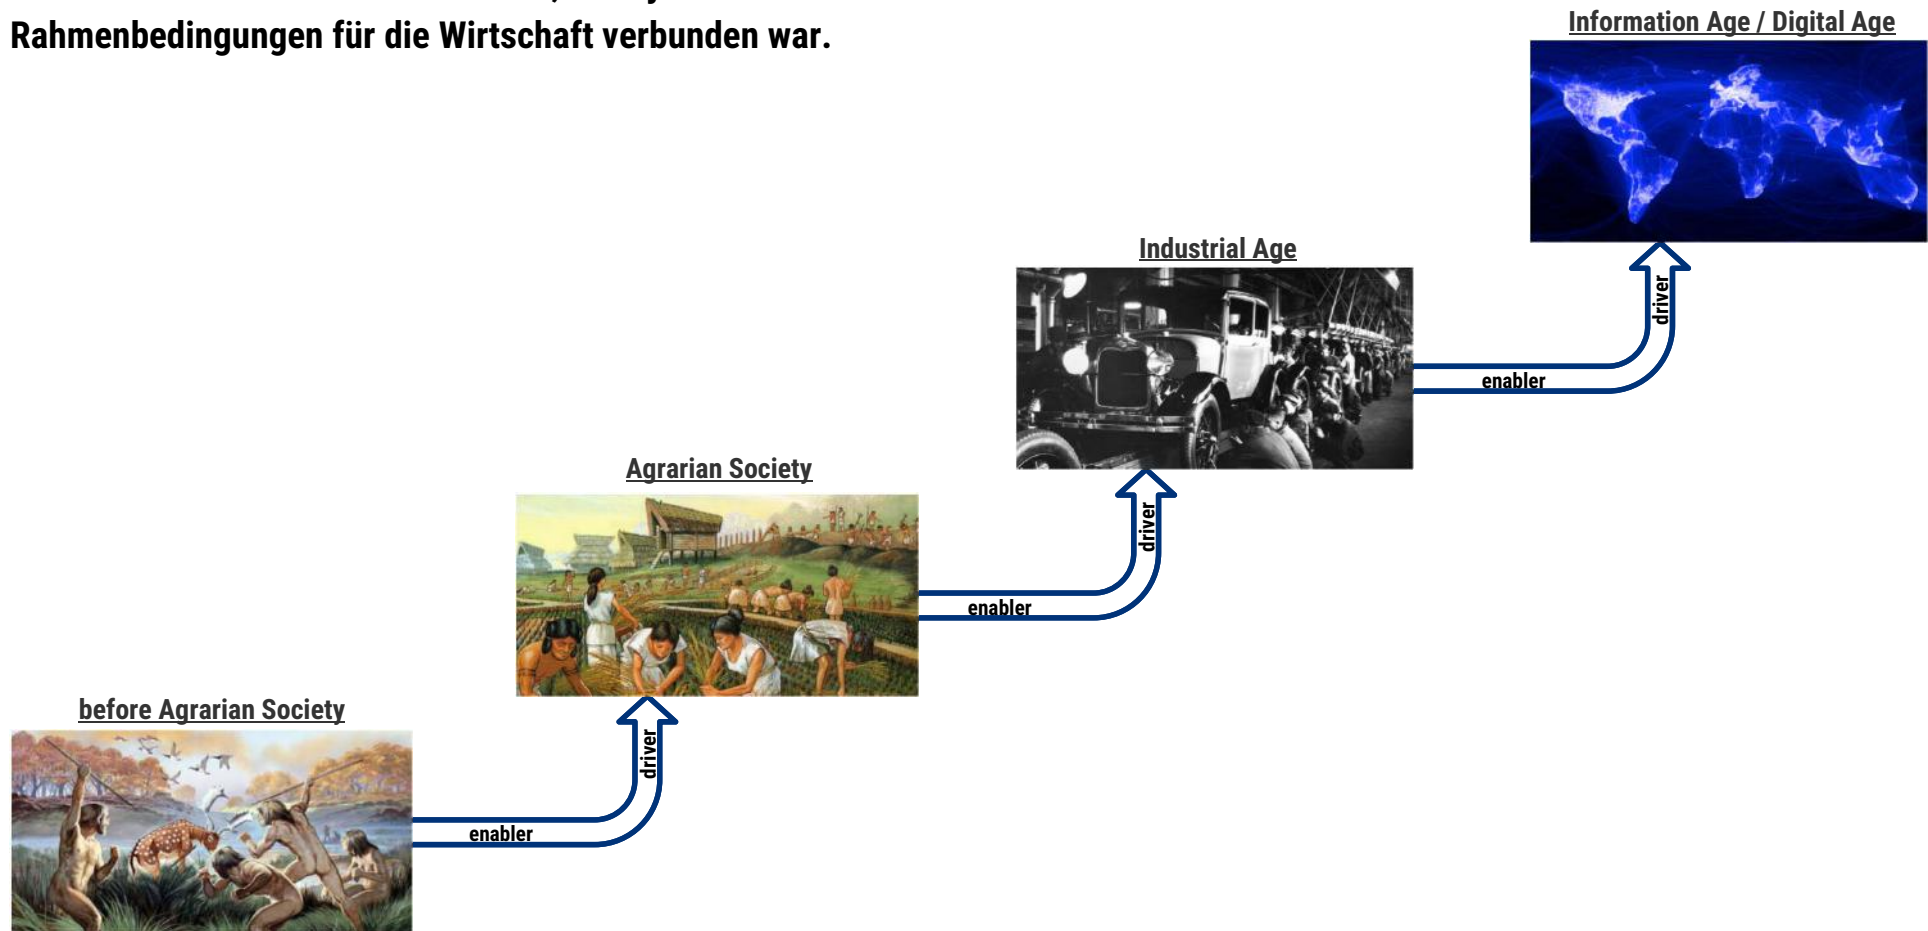 Rahmenbedingungen für die Wirtschaft verbunden war.
Information Age / Digital Age
driver
enabler
Industrial Age
driver
enabler
Agrarian Society
driver
enabler
before Agrarian Society